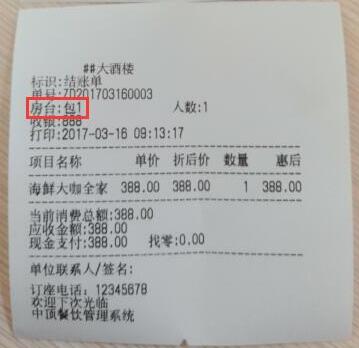 ##大酒楼
标识:结账单
单号:ZD201703160003
房台:包1 人数:1
收银:888
打印:2017-03-16 09:13:17
项目名称 单价 折后价 数量 惠后
海鲜大咖全家 388.00 388.00 1 388.00
当前消费总额:388.00
应收金额:388.00
现金支付:388.00 找零:0.00
单位联系人/签名:
订座电话: 12345678
欢迎下次光临
中顶餐饮管理系统